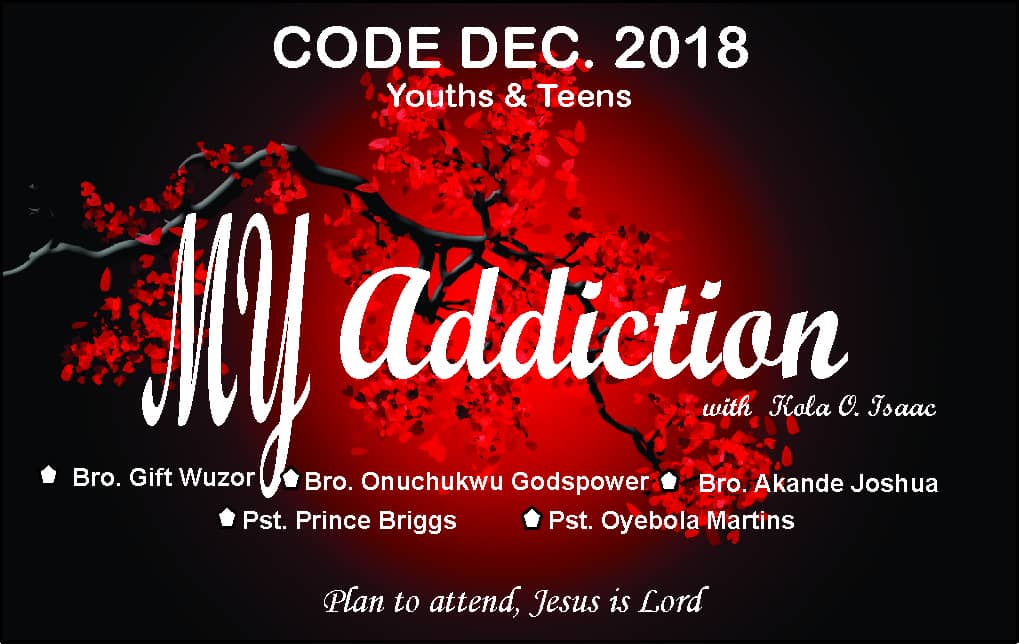 CODE DEC. 2018
Youths & Teens
MY Addiction
with Kola O. Isaac
Bro. Gift Wuzor Bro. Onuchukwu Godspower Bro. Akande Joshua
Pst. Prince Briggs Pst. Oyebola Martins
Plan to attend, Jesus is Lord